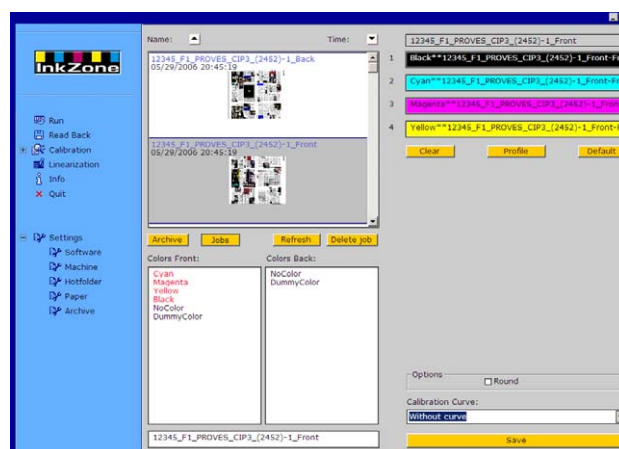 InkZone
Run
Read Back
Calibration
Linearization
Info
Quit
Settings
Software
Machine
Hotfolder
Paper
Archive
Name:
Time:
12345_F1_PROVES_CIP3_(2452)-1_Back
05/29/2006 20:45:19
12345_F1_PROVES_CIP3_(2452)-1_Front
05/29/2006 20:45:19
Archive
Jobs
Refresh
Delete job
Colors Front:
Colors Back:
Cyan
Magenta
Yellow
Black
NoColor
DummyColor
NoColor
DummyColor
12345_F1_PROVES_CIP3_(2452)-1_Front
12345_F1_PROVES_CIP3_(2452)-1_Front
1 Black**12345_F1_PROVES_CIP3_(2452)-1_Front-Fr
2 Cyan**12345_F1_PROVES_CIP3_(2452)-1_Front-Fr
3 Magenta**12345_F1_PROVES_CIP3_(2452)-1_Front
4 Yellow**12345_F1_PROVES_CIP3_(2452)-1_Front-F
Clear
Profile
Default
Options
Round
Calibration Curve:
Without curve
Save